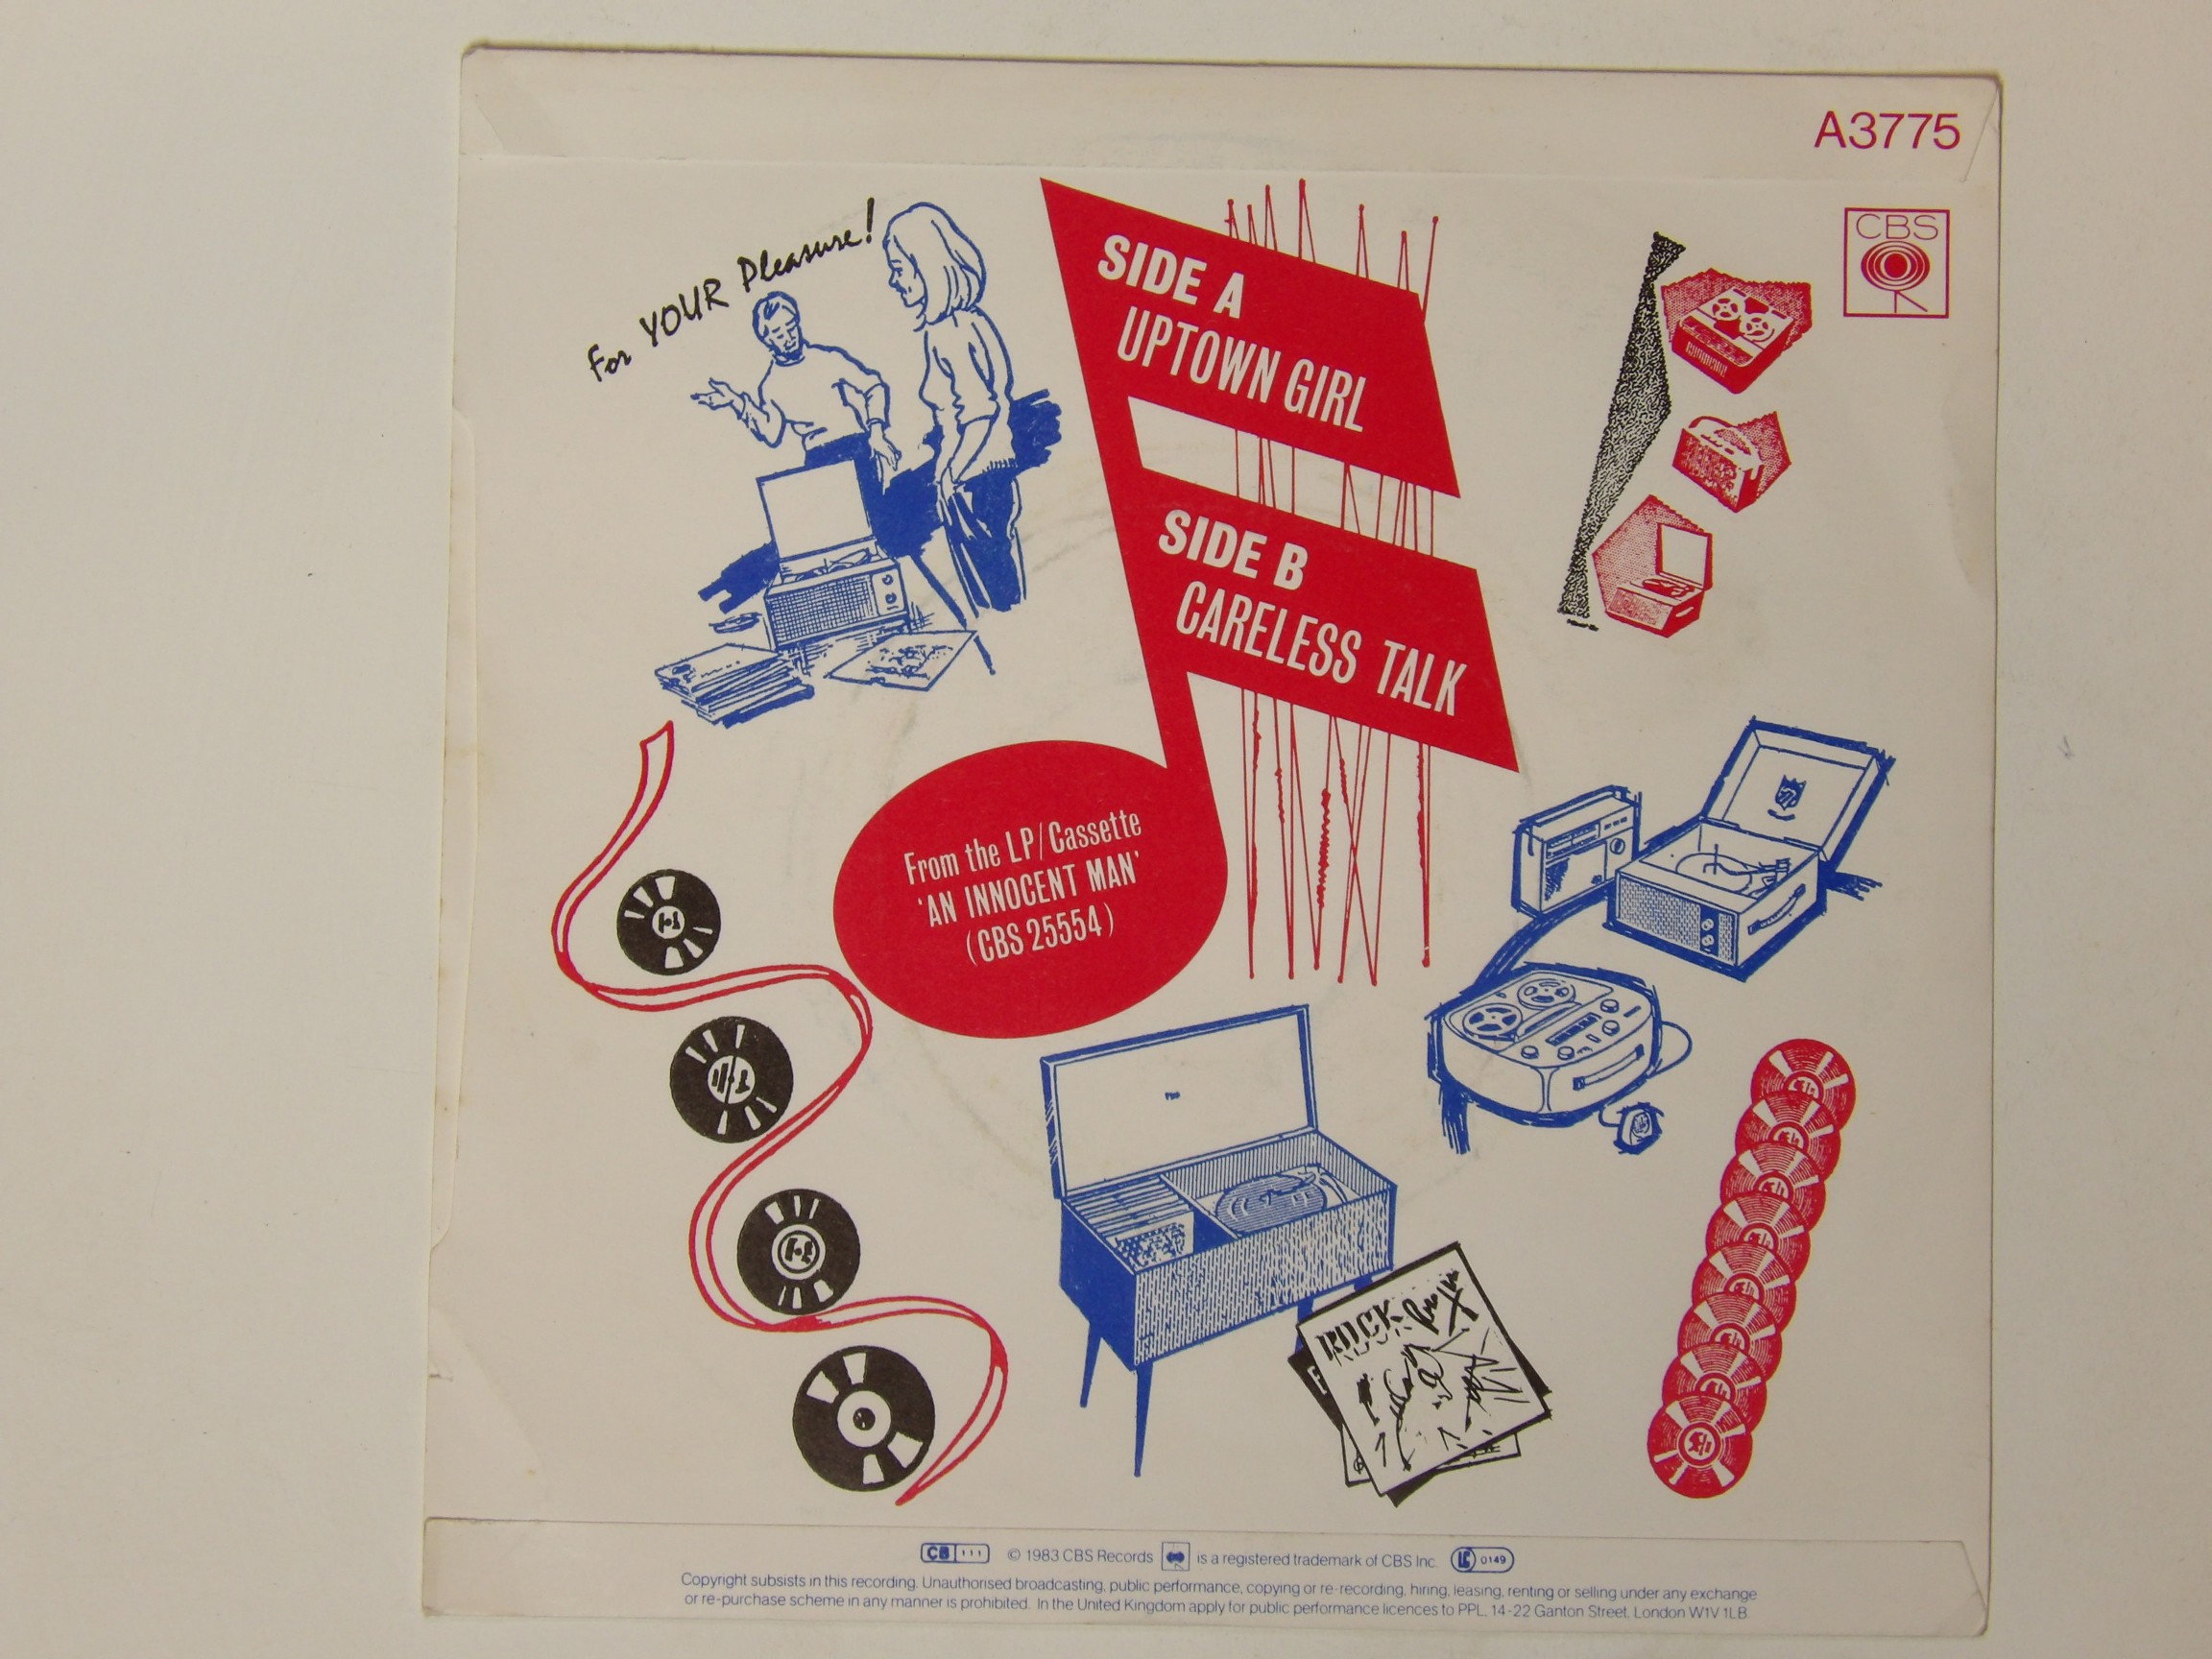 A3775
CBS
For YOUR Pleasure!
SIDE A
UPTOWN GIRL
SIDE B
CARELESS TALK
From the LP/Cassette
'AN INNOCENT MAN'
(CBS 25554)
ROCK
CB III
© 1983 CBS Records is a registered trademark of CBS Inc. LC 0149
Copyright subsists in this recording. Unauthorised broadcasting, public performance, copying or re-recording, hiring, leasing, renting or selling under any exchange
or re-purchase scheme in any manner is prohibited. In the United Kingdom apply for public performance licences to PPL, 14-22 Ganton Street, London W1V 1LB.